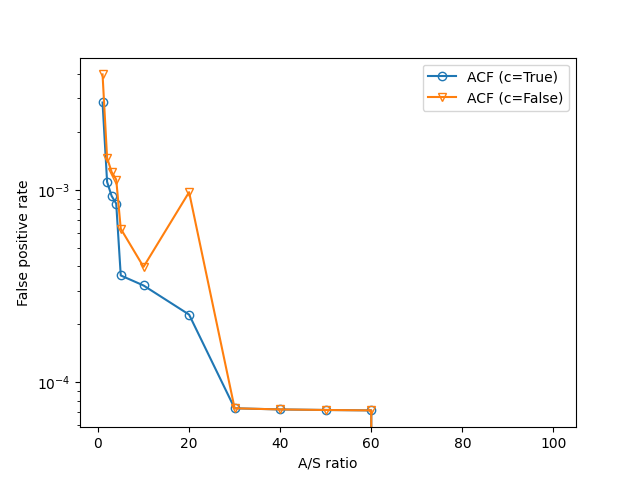 ACF (c=True)
ACF (c=False)
False positive rate
10⁻³
10⁻⁴
0 20 40 60 80 100
A/S ratio